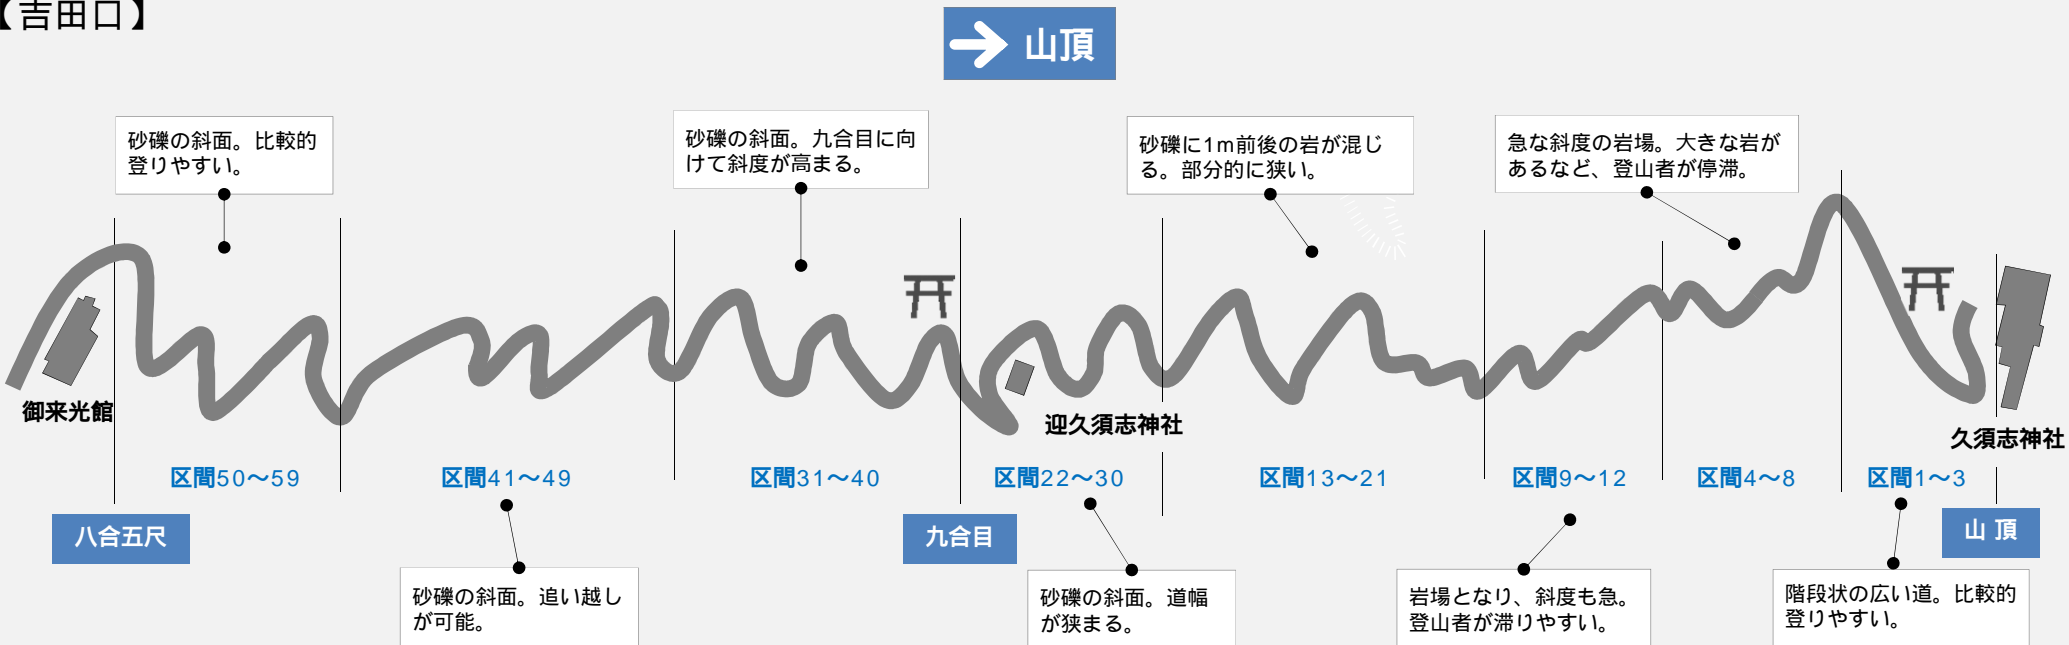 【吉田口】
山頂
砂礫の斜面。比較的
登りやすい。
砂礫の斜面。九合目に向
けて斜度が高まる。
砂礫に1m前後の岩が混じ
る。部分的に狭い。
急な斜度の岩場。大きな岩が
あるなど、登山者が停滞。
御来光館
迎久須志神社
久須志神社
区間50～59
区間41～49
区間31～40
区間22～30
区間13～21
区間9～12
区間4～8
区間1～3
八合五尺
九合目
山 頂
砂礫の斜面。追い越し
が可能。
砂礫の斜面。道幅
が狭まる。
岩場となり、斜度も急。
登山者が滞りやすい。
階段状の広い道。比較的
登りやすい。